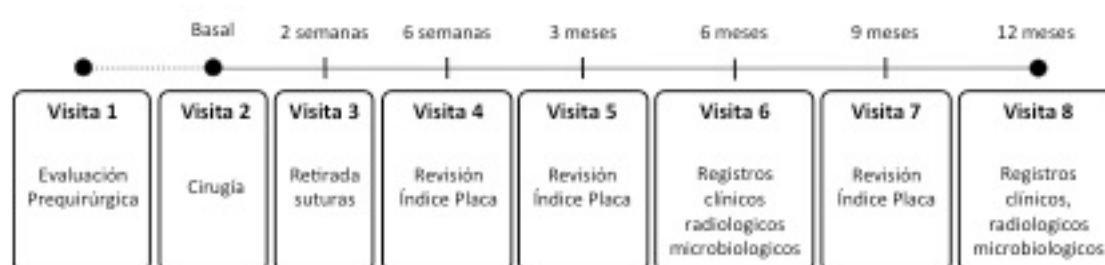 Basal
2 semanas
6 semanas
3 meses
6 meses
9 meses
12 meses
Visita 1
Evaluación
Prequirúrgica
Visita 2
Cirugía
Visita 3
Retirada
suturas
Visita 4
Revisión
Índice Placa
Visita 5
Revisión
Índice Placa
Visita 6
Registros
clínicos
radiologicos
microbiologicos
Visita 7
Revisión
Índice Placa
Visita 8
Registros
clínicos,
radiologicos
microbiologicos